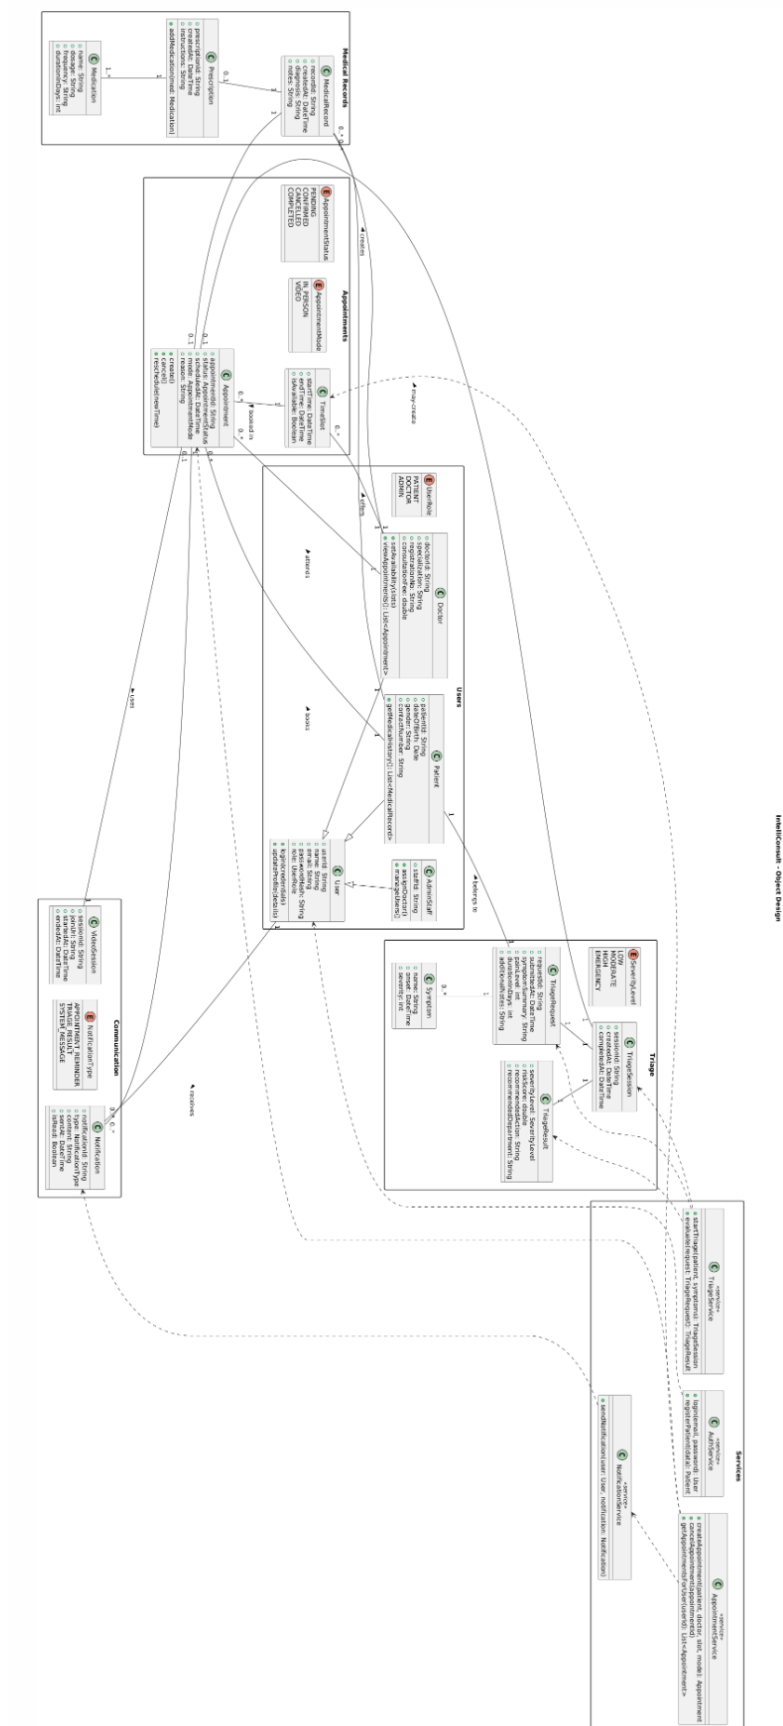 IntelliConsult - Object Design
Services
«service»
TriageService
startTriage(patient, symptoms): TriageSession
evaluate(request: TriageRequest): TriageResult
«service»
AuthService
login(email, password): User
registerPatient(data): Patient
«service»
AppointmentService
createAppointment(patient, doctor, slot, mode): Appointment
cancelAppointment(appointmentId)
getAppointmentsForUser(userId): List<Appointment>
«service»
NotificationService
sendNotification(user: User, notification: Notification)
Triage
SeverityLevel
LOW
MODERATE
HIGH
EMERGENCY
TriageSession
sessionId: String
createdAt: DateTime
completedAt: DateTime
TriageRequest
requestId: String
submittedAt: DateTime
symptomSummary: String
painLevel: int
durationInDays: int
additionalNotes: String
TriageResult
severityLevel: SeverityLevel
riskScore: double
recommendedAction: String
recommendedDepartment: String
Symptom
name: String
onset: DateTime
severity: int
Users
UserRole
PATIENT
DOCTOR
ADMIN
Doctor
doctorId: String
specialization: String
registrationNo: String
consultationFee: double
setAvailability(slots)
viewAppointments(): List<Appointment>
Patient
patientId: String
dateOfBirth: Date
gender: String
contactNumber: String
getMedicalHistory(): List<MedicalRecord>
AdminStaff
staffId: String
assignDoctor()
manageUsers()
User
userId: String
name: String
email: String
passwordHash: String
role: UserRole
login(credentials)
updateProfile(details)
Appointments
AppointmentStatus
PENDING
CONFIRMED
CANCELLED
COMPLETED
AppointmentMode
IN_PERSON
VIDEO
TimeSlot
startTime: DateTime
endTime: DateTime
isAvailable: Boolean
Appointment
appointmentId: String
status: AppointmentStatus
scheduledAt: DateTime
mode: AppointmentMode
reason: String
create()
cancel()
reschedule(newTime)
Medical Records
MedicalRecord
recordId: String
createdAt: DateTime
diagnosis: String
notes: String
Prescription
prescriptionId: String
createdAt: DateTime
instructions: String
addMedication(med: Medication)
Medication
name: String
dosage: String
frequency: String
durationDays: int
Communication
VideoSession
sessionId: String
joinUrl: String
startedAt: DateTime
endedAt: DateTime
NotificationType
APPOINTMENT_REMINDER
TRIAGE_RESULT
SYSTEM_MESSAGE
Notification
notificationId: String
type: NotificationType
content: String
sentAt: DateTime
isRead: Boolean
may create
creates
offers
booked in
attends
books
belongs to
uses
receives